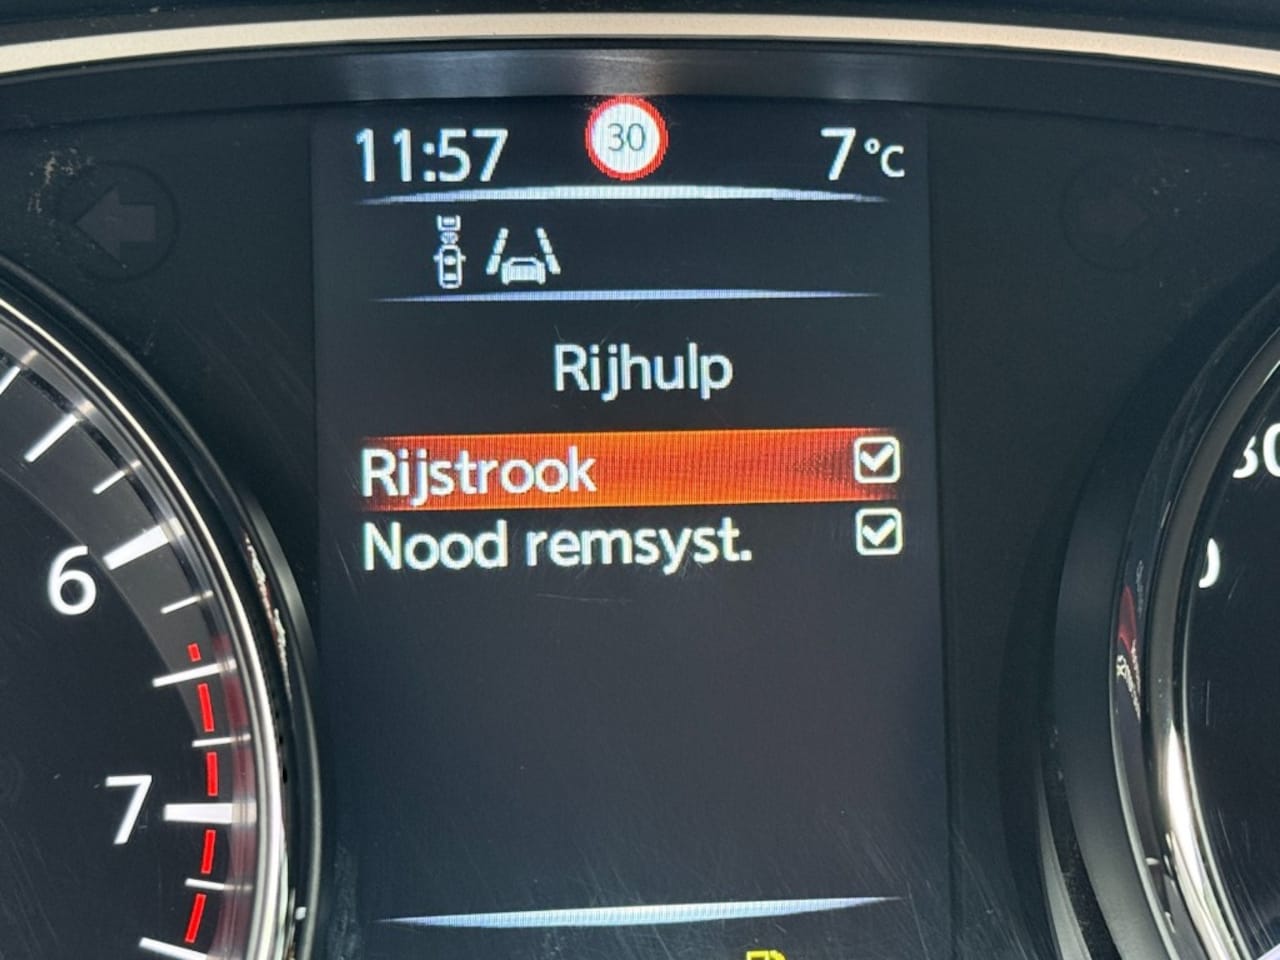 11:57 30 7 °C
Rijhulp
Rijstrook
Nood remsyst.
6
7